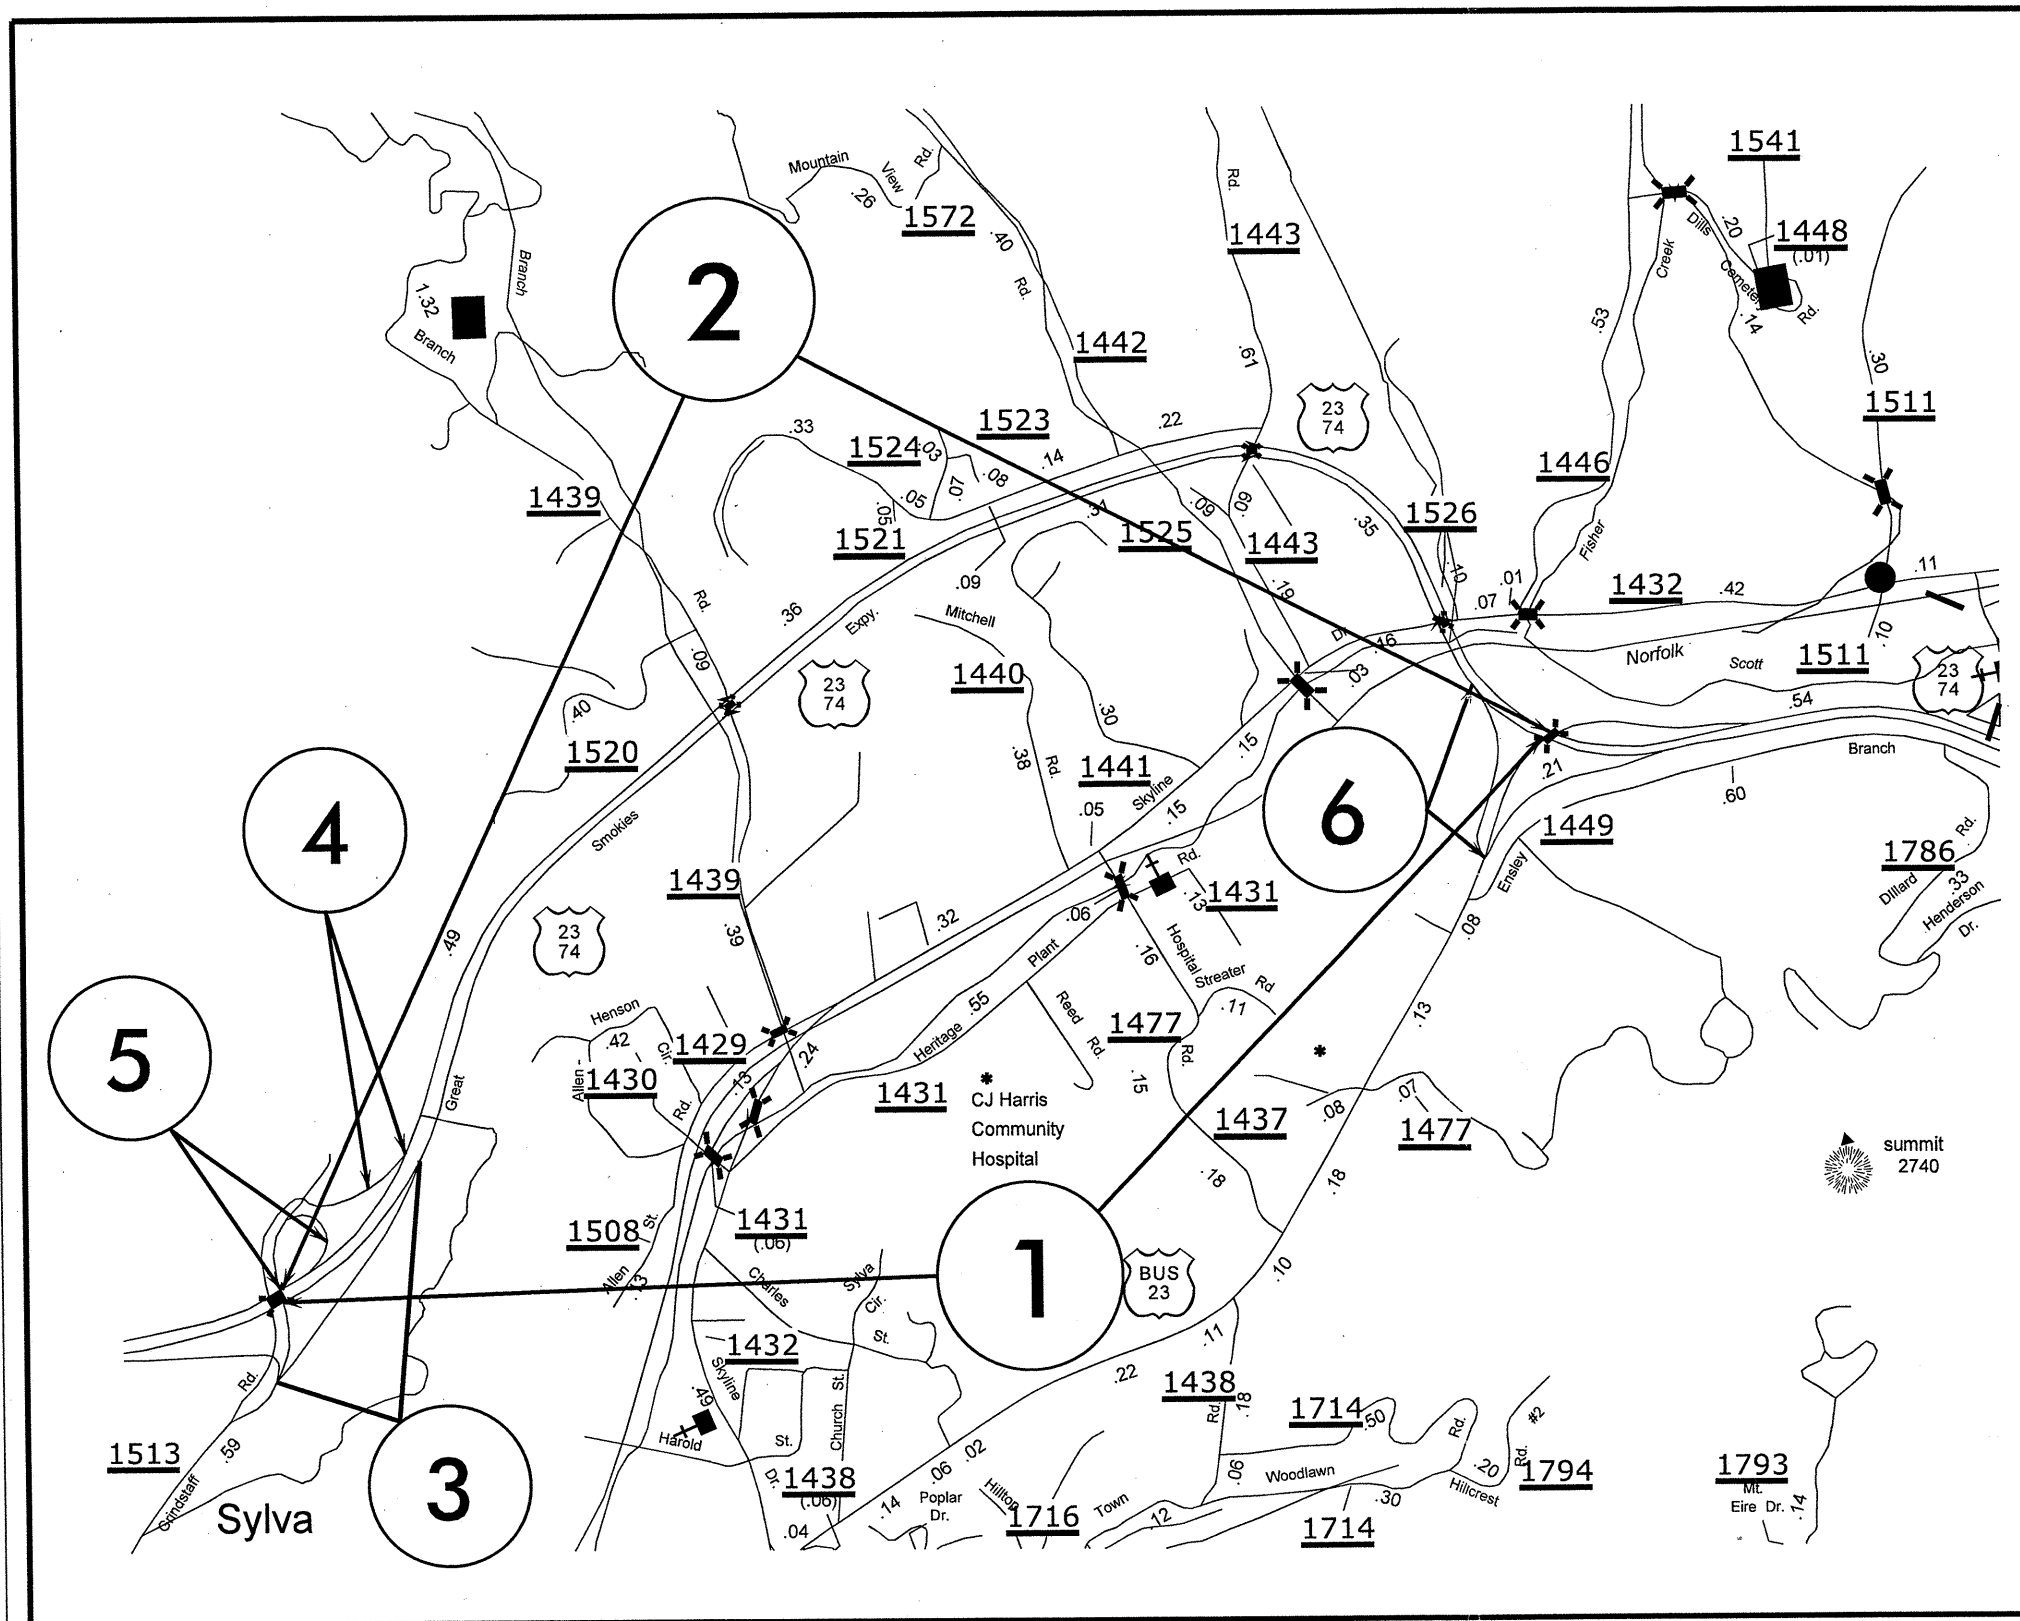 1541
Mountain
View
Rd.
.26
1572
.40
Rd.
Rd.
1443
.61
Dills
.20
1448
(.01)
Creek
Rd.
.14
.53
Branch
1.32
Branch
2
1442
.30
1511
23
74
.22
1523
.33
1524
.03
.08
.14
.07
.05
.05
1439
1521
1525
.09
.09
1443
.35
1526
1446
Fisher
.10
.01
.07
1432
.42
.11
.10
.09
.36
Expy.
Mitchell
.19
Dr.
.16
Norfolk
Scott
1511
23
74
Rd.
.09
23
74
1440
.03
.40
.30
.54
1520
.38
Rd.
1441
.15
Skyline
.15
.05
.21
Branch
.60
6
1449
Smokies
4
Ensley
1786
Rd.
Dillard
.33
Henderson
Dr.
1439
Rd.
.13
1431
.06
.32
.39
.49
23
74
Plant
.16
Hospital
Streater
Rd
.11
.08
.13
Henson
.42
Cir.
1429
.24
.55
Heritage
Reed
Rd.
1477
Rd.
.15
5
Allen
1430
.13
Rd.
Great
1431
CJ Harris
Community
Hospital
1437
.08
.07
1477
summit
2740
.18
.18
1508
St.
1431
(.06)
Allen
.13
Charles
Sylva
Cir.
St.
1
BUS
23
.10
.11
1432
Skyline
.49
.22
1438
.18
Rd.
Rd.
Harold
St.
Church St.
1714
.50
Rd.
#2
Rd.
1513
.59
Grindstaff
Sylva
3
Dr.
1438
(.06)
.04
.14
.06
.02
Poplar
Dr.
Hilltop
1716
Town
.12
.06
Woodlawn
.30
1714
.20
Hillcrest
1794
1793
Mt.
Eire Dr.
.14